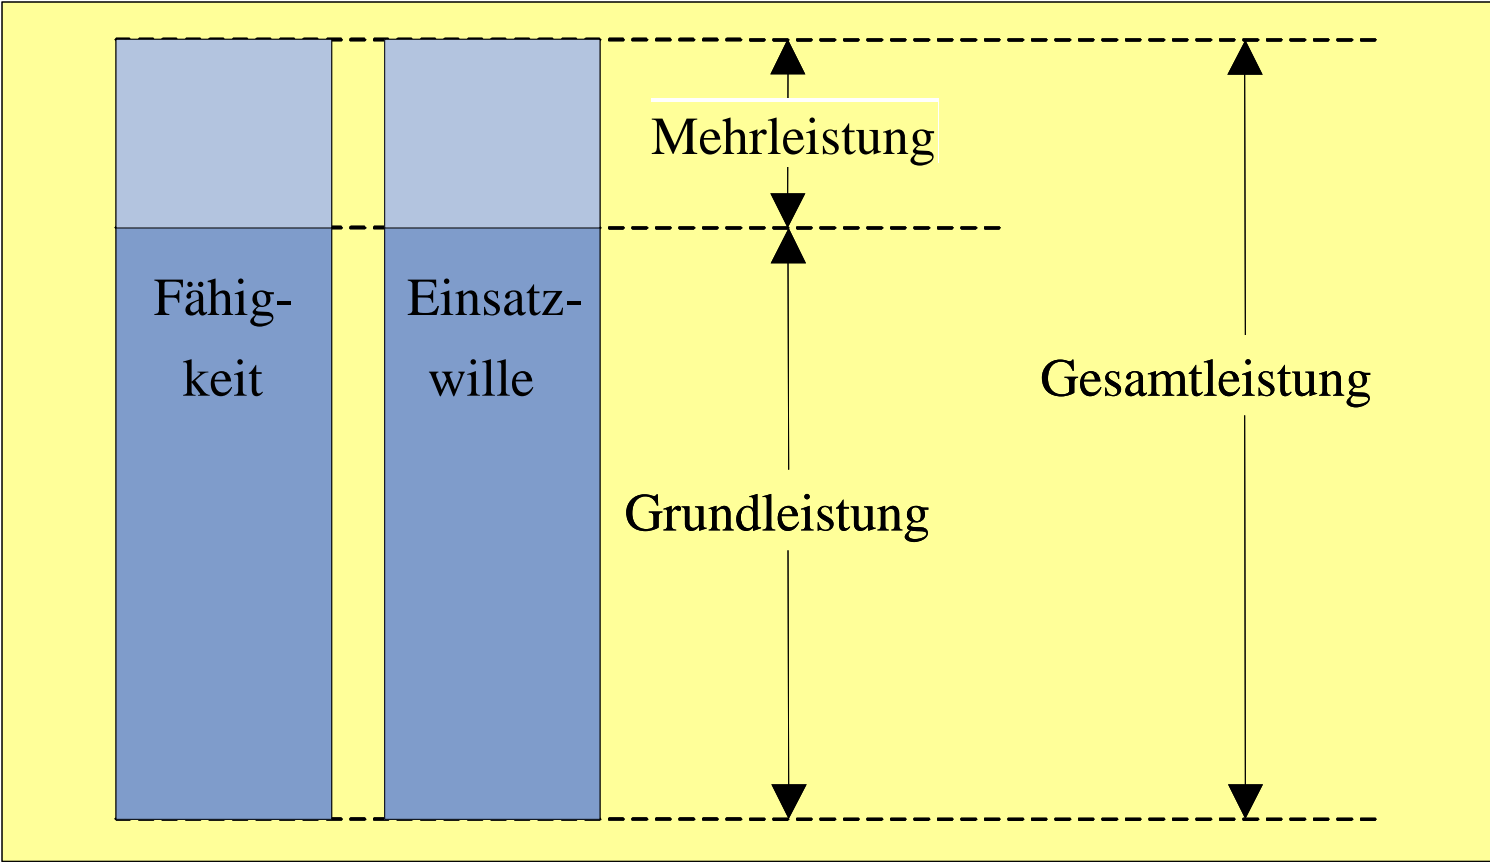 Mehrleistung
Fähig-
keit
Einsatz-
wille
Gesamtleistung
Grundleistung